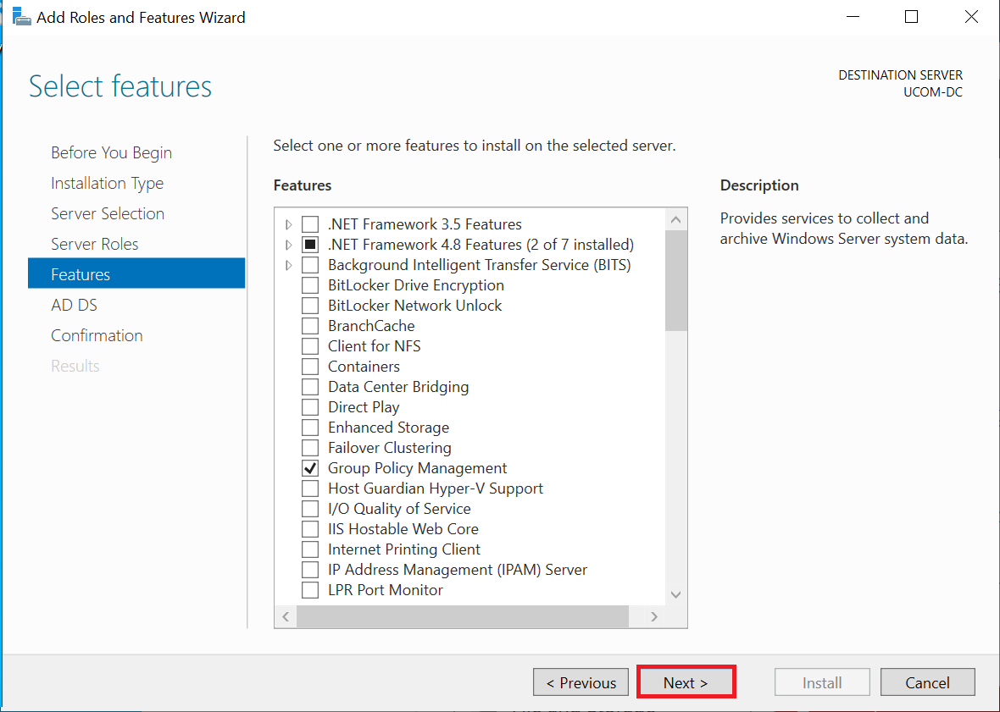 Add Roles and Features Wizard
Select features
DESTINATION SERVER
UCOM-DC
Before You Begin
Installation Type
Server Selection
Server Roles
Features
AD DS
Confirmation
Results
Select one or more features to install on the selected server.
Features
.NET Framework 3.5 Features
.NET Framework 4.8 Features (2 of 7 installed)
Background Intelligent Transfer Service (BITS)
BitLocker Drive Encryption
BitLocker Network Unlock
BranchCache
Client for NFS
Containers
Data Center Bridging
Direct Play
Enhanced Storage
Failover Clustering
Group Policy Management
Host Guardian Hyper-V Support
I/O Quality of Service
IIS Hostable Web Core
Internet Printing Client
IP Address Management (IPAM) Server
LPR Port Monitor
Description
Provides services to collect and
archive Windows Server system data.
< Previous
Next >
Install
Cancel